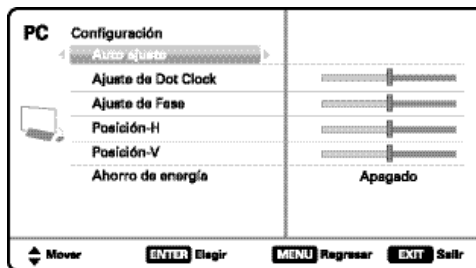 PC Configuración
Auto ajuste
Ajuste de Dot Clock
Ajuste de Fase
Posición-H
Posición-V
Ahorro de energía Apagado
Mover ENTER Elegir MENU Regresar EXIT Salir